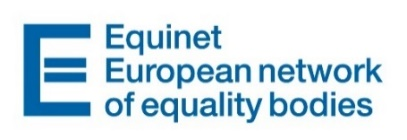 Equinet
European network
of equality bodies